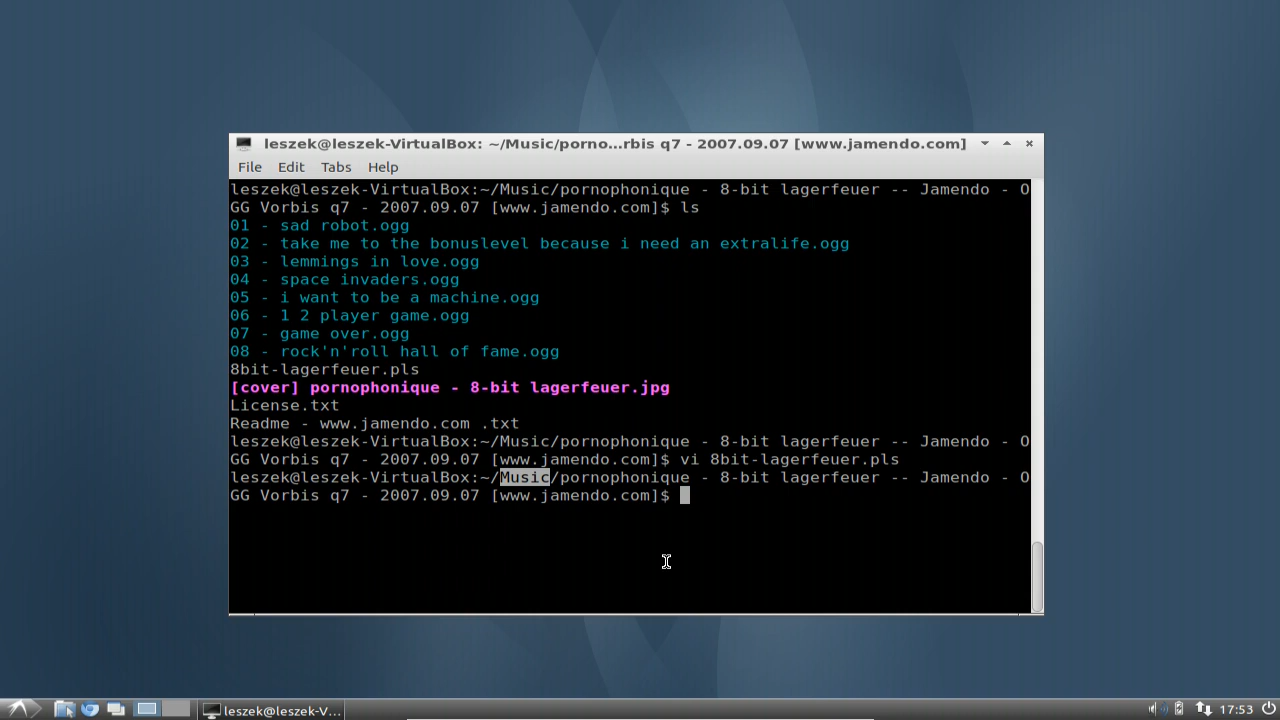 leszek@leszek-VirtualBox: ~/Music/porno...rbis q7 - 2007.09.07 [www.jamendo.com]
File Edit Tabs Help
leszek@leszek-VirtualBox:~/Music/pornophonique - 8-bit lagerfeuer -- Jamendo - O
GG Vorbis q7 - 2007.09.07 [www.jamendo.com]$ ls
01 - sad robot.ogg
02 - take me to the bonuslevel because i need an extralife.ogg
03 - lemmings in love.ogg
04 - space invaders.ogg
05 - i want to be a machine.ogg
06 - 1 2 player game.ogg
07 - game over.ogg
08 - rock'n'roll hall of fame.ogg
8bit-lagerfeuer.pls
[cover] pornophonique - 8-bit lagerfeuer.jpg
License.txt
Readme - www.jamendo.com .txt
leszek@leszek-VirtualBox:~/Music/pornophonique - 8-bit lagerfeuer -- Jamendo - O
GG Vorbis q7 - 2007.09.07 [www.jamendo.com]$ vi 8bit-lagerfeuer.pls
leszek@leszek-VirtualBox:~/Music/pornophonique - 8-bit lagerfeuer -- Jamendo - O
GG Vorbis q7 - 2007.09.07 [www.jamendo.com]$
leszek@leszek-V... 17:53